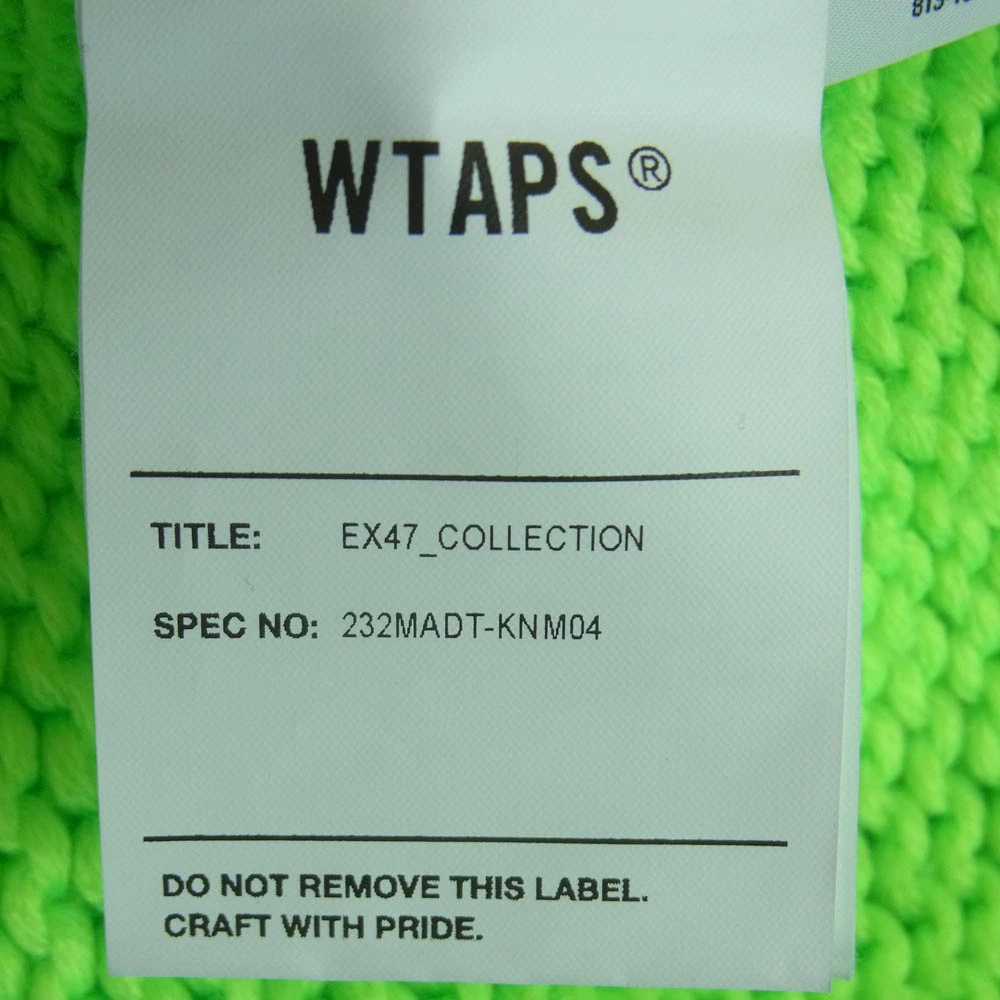 WTAPS®
TITLE: EX47_COLLECTION
SPEC NO: 232MADT-KNM04
DO NOT REMOVE THIS LABEL.
CRAFT WITH PRIDE.